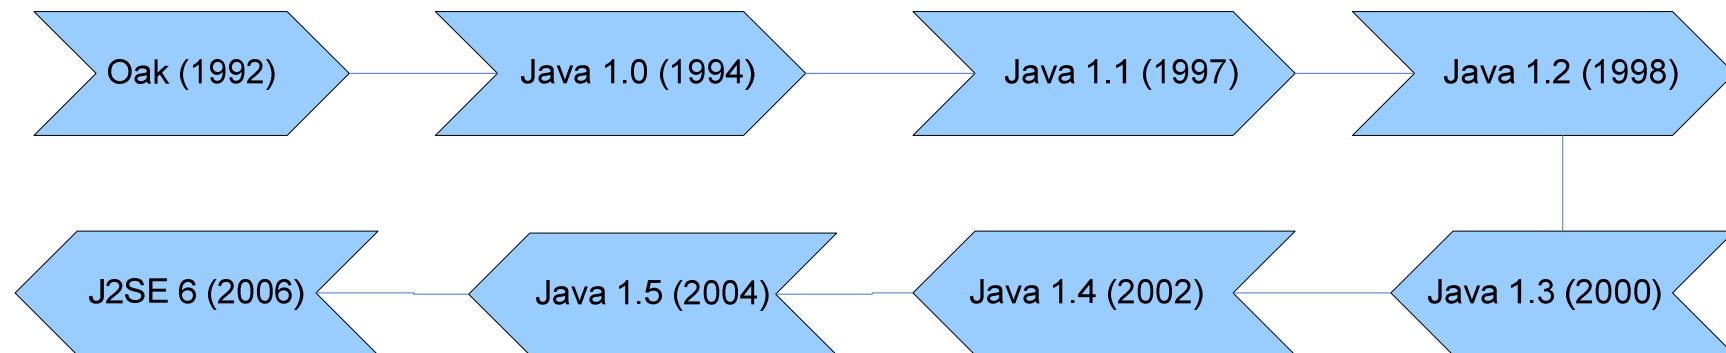 Oak (1992)
Java 1.0 (1994)
Java 1.1 (1997)
Java 1.2 (1998)
Java 1.3 (2000)
Java 1.4 (2002)
Java 1.5 (2004)
J2SE 6 (2006)